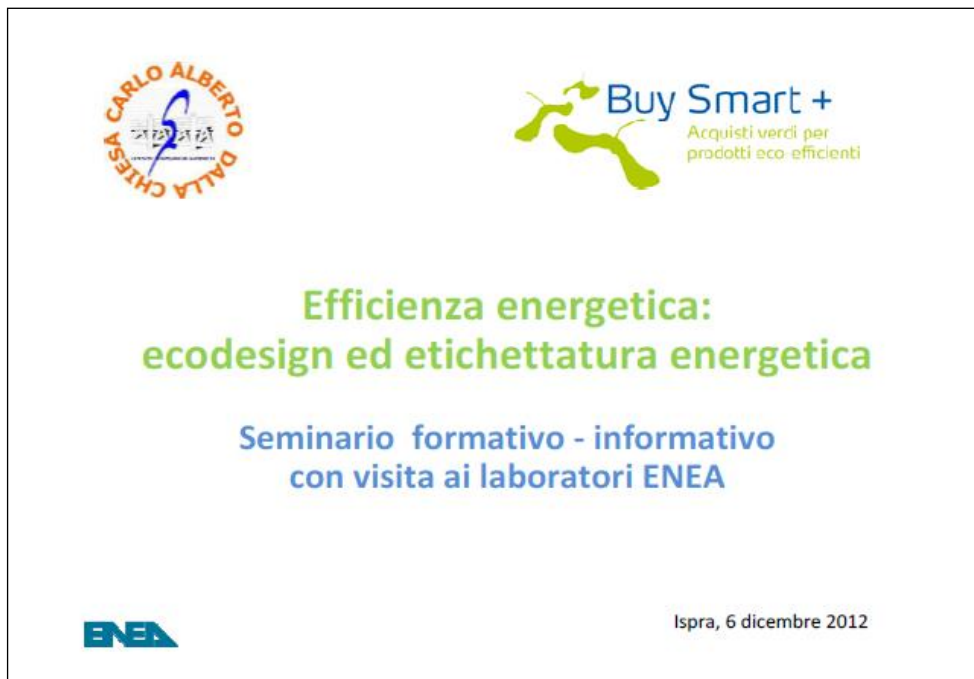 CARLO ALBERTO DALLA CHIESA
Buy Smart +
Acquisti verdi per
prodotti eco-efficienti
Efficienza energetica:
ecodesign ed etichettatura energetica
Seminario formativo - informativo
con visita ai laboratori ENEA
ENEA
Ispra, 6 dicembre 2012